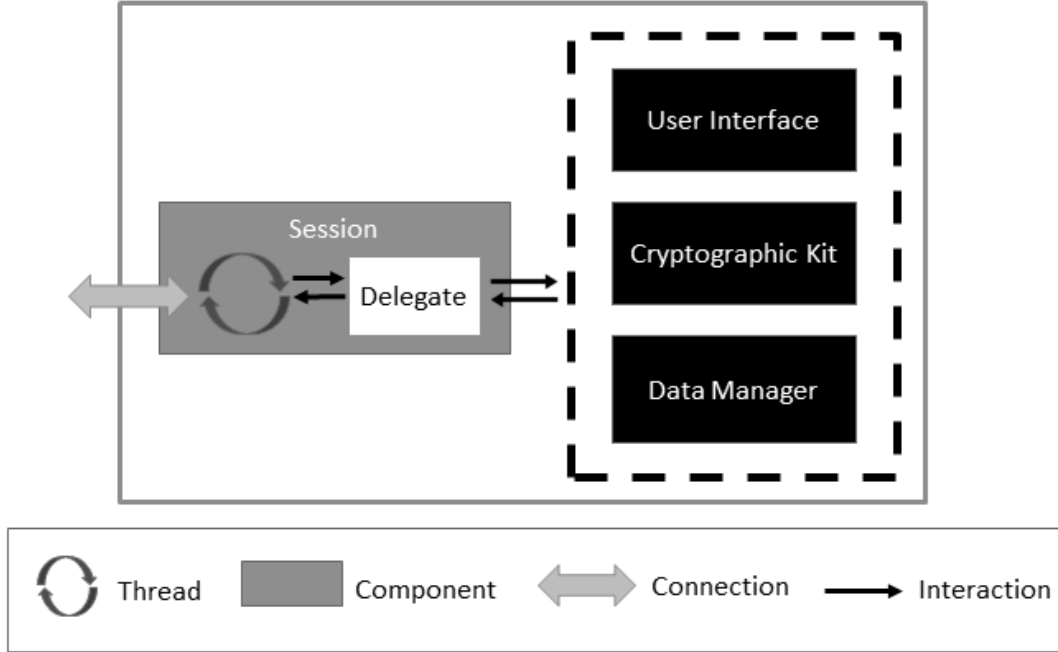 User Interface
Session
Cryptographic Kit
Delegate
Data Manager
Thread
Component
Connection
Interaction